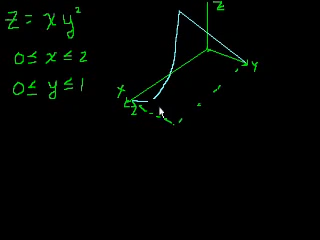 z = xy²
0 ≤ x ≤ 2
0 ≤ y ≤ 1
z
y
x
2